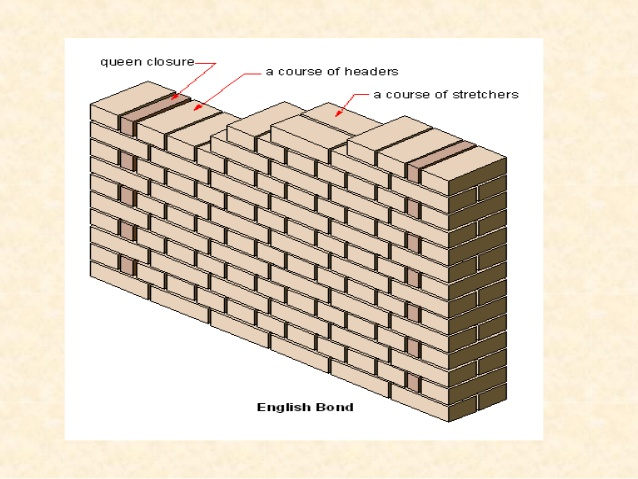 queen closure
a course of headers
a course of stretchers
English Bond